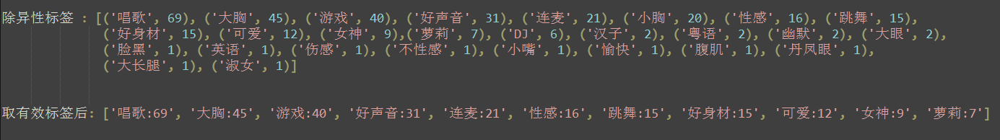 除异性标签 : [('唱歌', 69), ('大胸', 45), ('游戏', 40), ('好声音', 31), ('连麦', 21), ('小胸', 20), ('性感', 16), ('跳舞', 15),
('好身材', 15), ('可爱', 12), ('女神', 9),('萝莉', 7), ('DJ', 6), ('汉子', 2), ('粤语', 2), ('幽默', 2), ('大眼', 2),
('脸黑', 1), ('英语', 1), ('伤感', 1), ('不性感', 1), ('小嘴', 1), ('愉快', 1), ('腹肌', 1), ('丹凤眼', 1),
('大长腿', 1), ('淑女', 1)]
取有效标签后: ['唱歌:69', '大胸:45', '游戏:40', '好声音:31', '连麦:21', '性感:16', '跳舞:15', '好身材:15', '可爱:12', '女神:9', '萝莉:7']